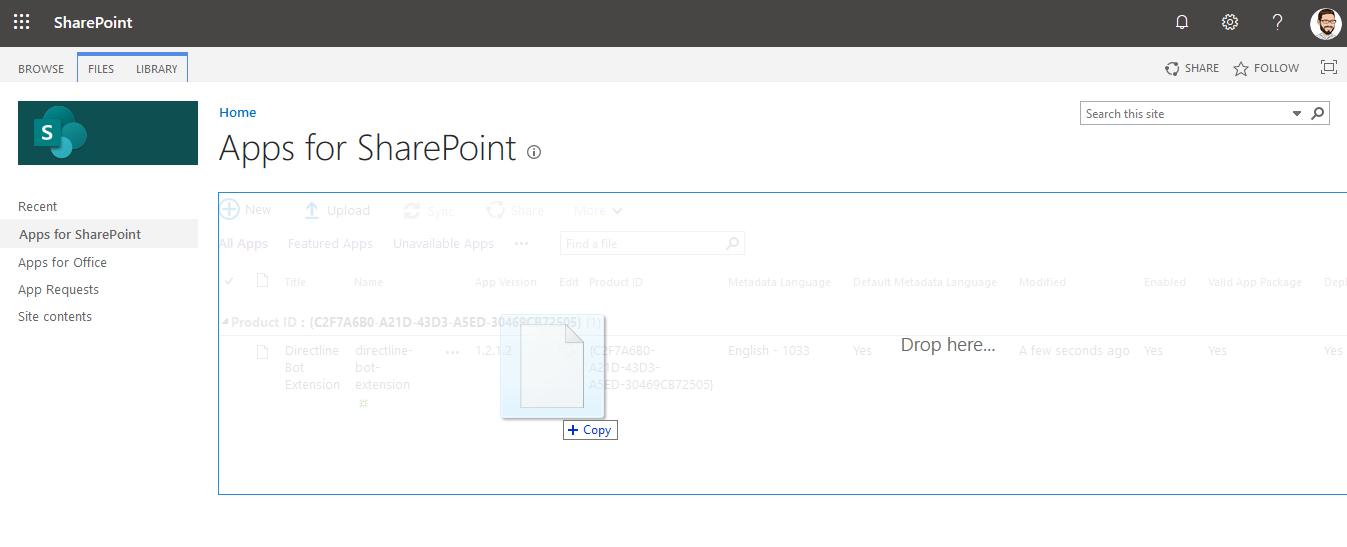 SharePoint
BROWSE FILES LIBRARY SHARE FOLLOW
S
Home
Search this site
Apps for SharePoint
Recent
Apps for SharePoint
Apps for Office
App Requests
Site contents
New Upload Sync Share More
All Apps Featured Apps Unavailable Apps ••• Find a file
Title Name App Version Edit Product ID Metadata Language Default Metadata Language Modified Enabled Valid App Package Depl
Product ID : {C2F7A6B0-A21D-43D3-A5ED-30469CB72505} (1)
Directline directline- ••• 1.2.1.2 {C2F7A6B0- English - 1033 Yes Drop here... A few seconds ago Yes Yes Yes
Bot bot- A21D-43D3-
Extension extension A5ED-30469CB72505}
+ Copy